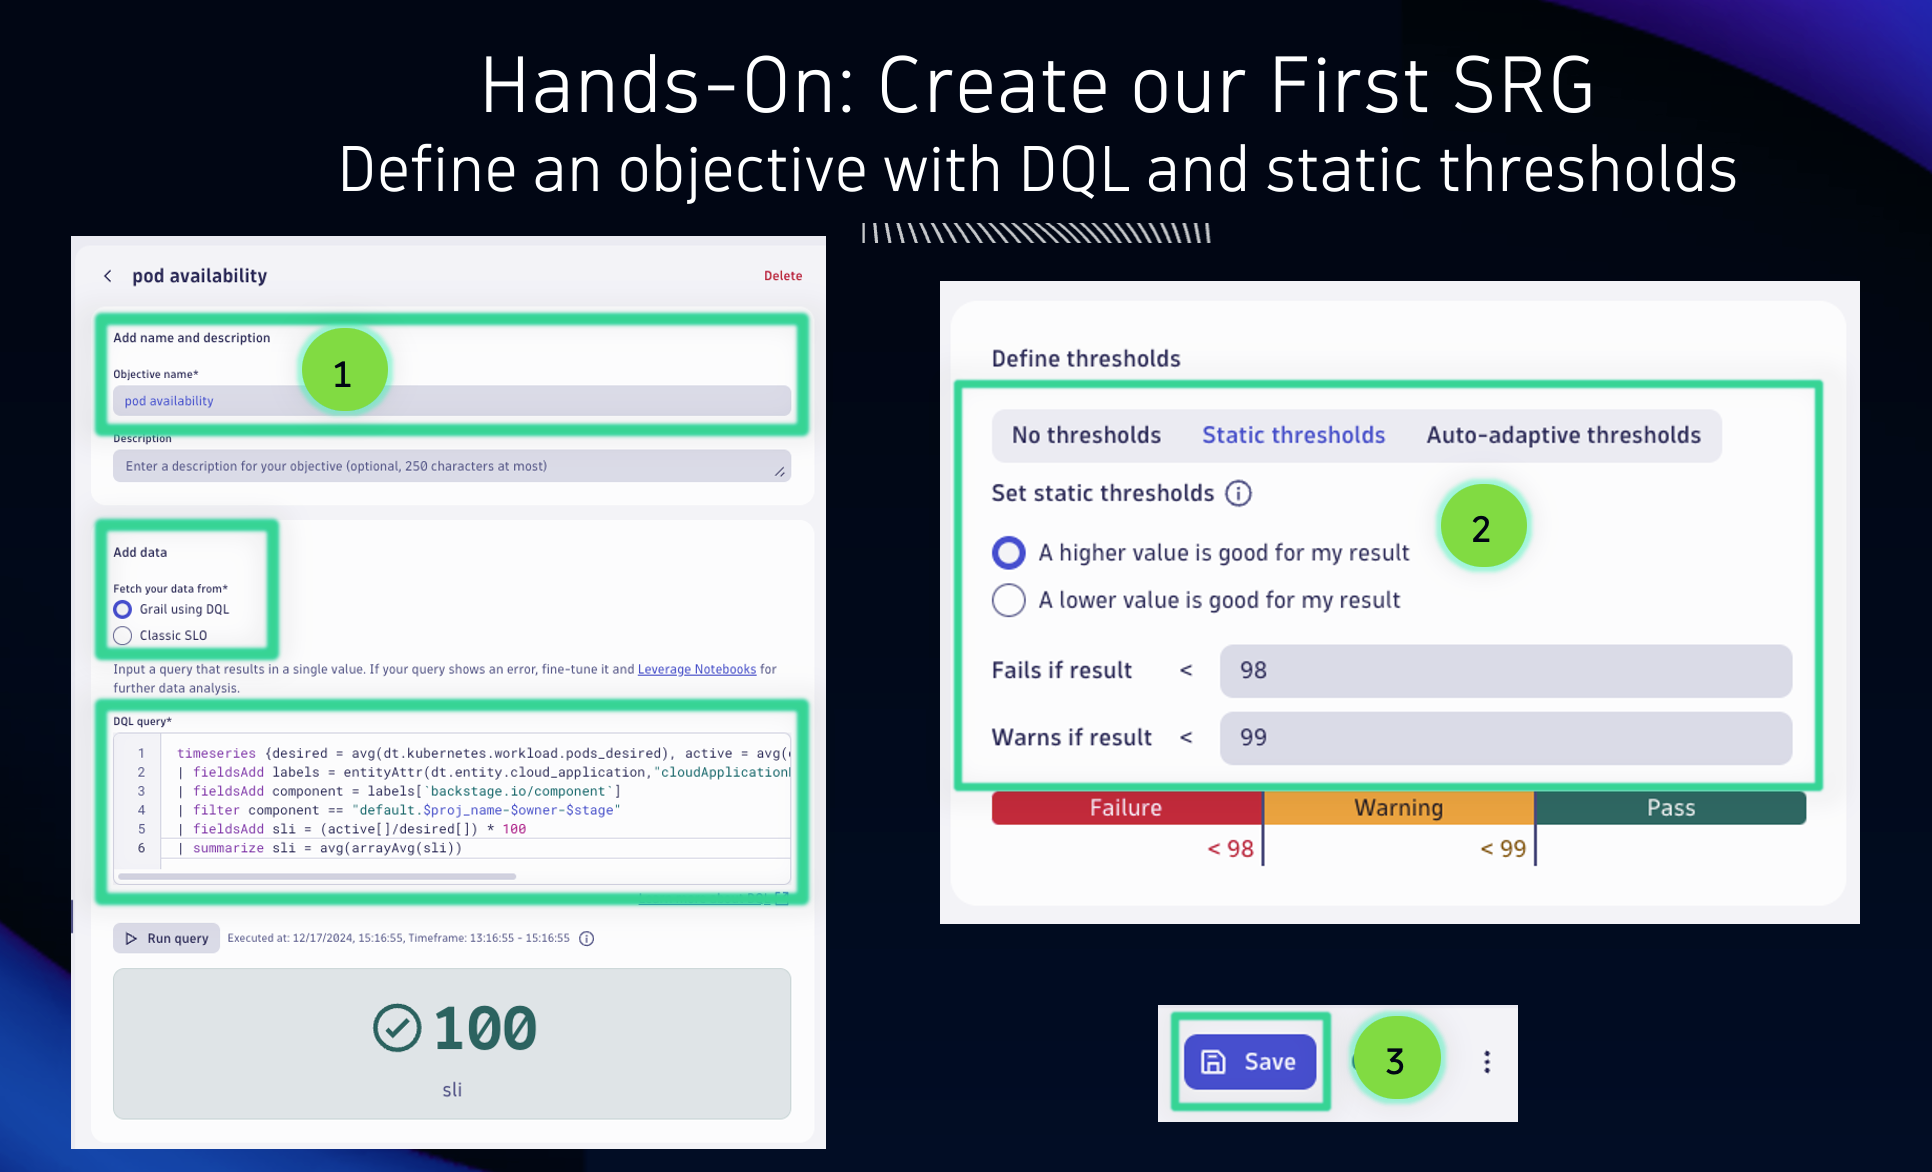 Hands-On: Create our First SRG
Define an objective with DQL and static thresholds
pod availability
Delete
Add name and description
1
Objective name*
pod availability
Description
Enter a description for your objective (optional, 250 characters at most)
Add data
Fetch your data from*
Grail using DQL
Classic SLO
Input a query that results in a single value. If your query shows an error, fine-tune it and Leverage Notebooks for
further data analysis.
DQL query*
1 timeseries {desired = avg(dt.kubernetes.workload.pods_desired), active = avg(
2 | fieldsAdd labels = entityAttr(dt.entity.cloud_application,"cloudApplication
3 | fieldsAdd component = labels[`backstage.io/component`]
4 | filter component == "default.$proj_name-$owner-$stage"
5 | fieldsAdd sli = (active[]/desired[]) * 100
6 | summarize sli = avg(arrayAvg(sli))
Run query
Executed at: 12/17/2024, 15:16:55, Timeframe: 13:16:55 - 15:16:55
100
sli
Define thresholds
No thresholds Static thresholds Auto-adaptive thresholds
Set static thresholds
2
A higher value is good for my result
A lower value is good for my result
Fails if result < 98
Warns if result < 99
Failure Warning Pass
< 98 < 99
Save
3